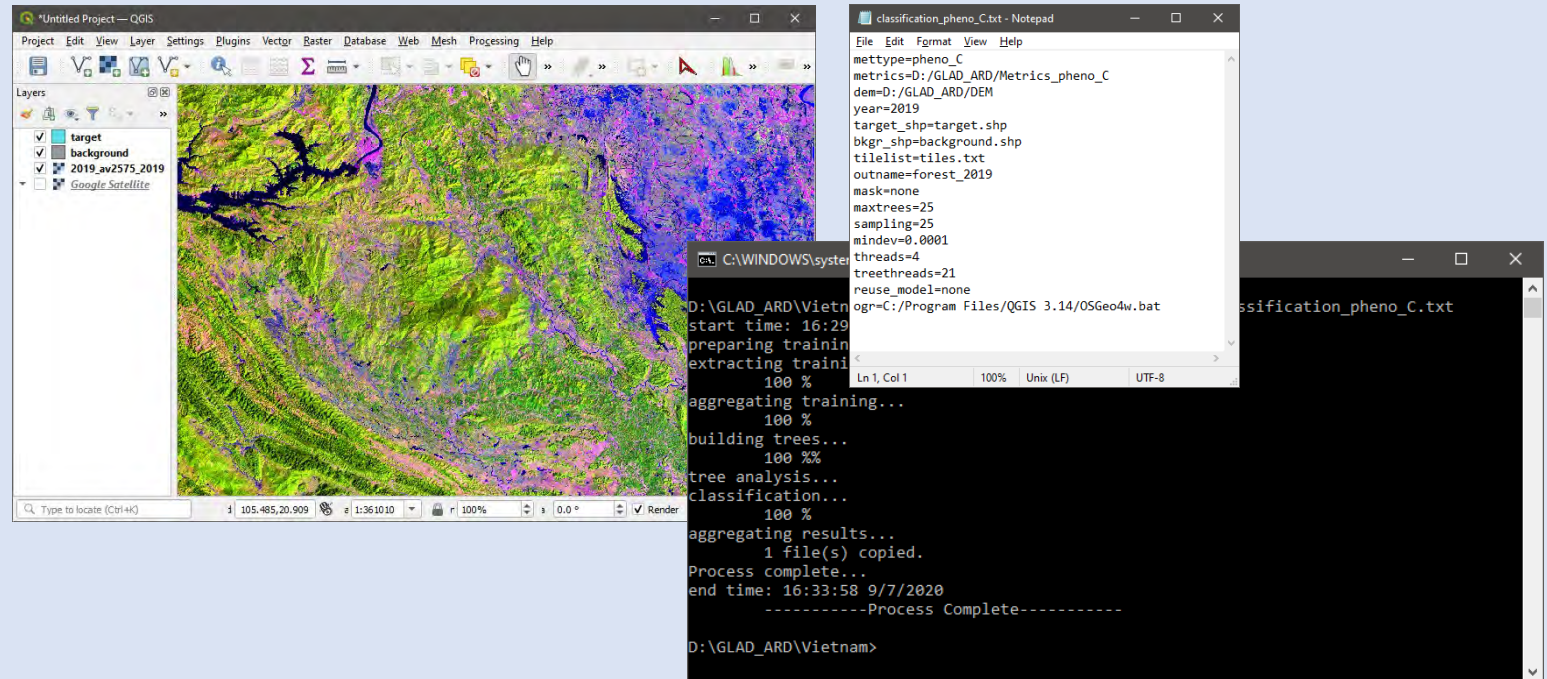 *Untitled Project — QGIS
Project Edit View Layer Settings Plugins Vector Raster Database Web Mesh Processing Help
Layers
target
background
2019_av2575_2019
Google Satellite
Type to locate (Ctrl+K)
105.485,20.909
1:361010
100%
0.0 °
Render
classification_pheno_C.txt - Notepad
File Edit Format View Help
mettype=pheno_C
metrics=D:/GLAD_ARD/Metrics_pheno_C
dem=D:/GLAD_ARD/DEM
year=2019
target_shp=target.shp
bkgr_shp=background.shp
tilelist=tiles.txt
outname=forest_2019
mask=none
maxtrees=25
sampling=25
mindev=0.0001
threads=4
treethreads=21
reuse_model=none
ogr=C:/Program Files/QGIS 3.14/OSGeo4w.bat
Ln 1, Col 1
100%
Unix (LF)
UTF-8
C:\WINDOWS\syster
D:\GLAD_ARD\Vietn ssification_pheno_C.txt
start time: 16:29
preparing trainin
extracting traini
100 %
aggregating training...
100 %
building trees...
100 %%
tree analysis...
classification...
100 %
aggregating results...
1 file(s) copied.
Process complete...
end time: 16:33:58 9/7/2020
-----------Process Complete-----------
D:\GLAD_ARD\Vietnam>